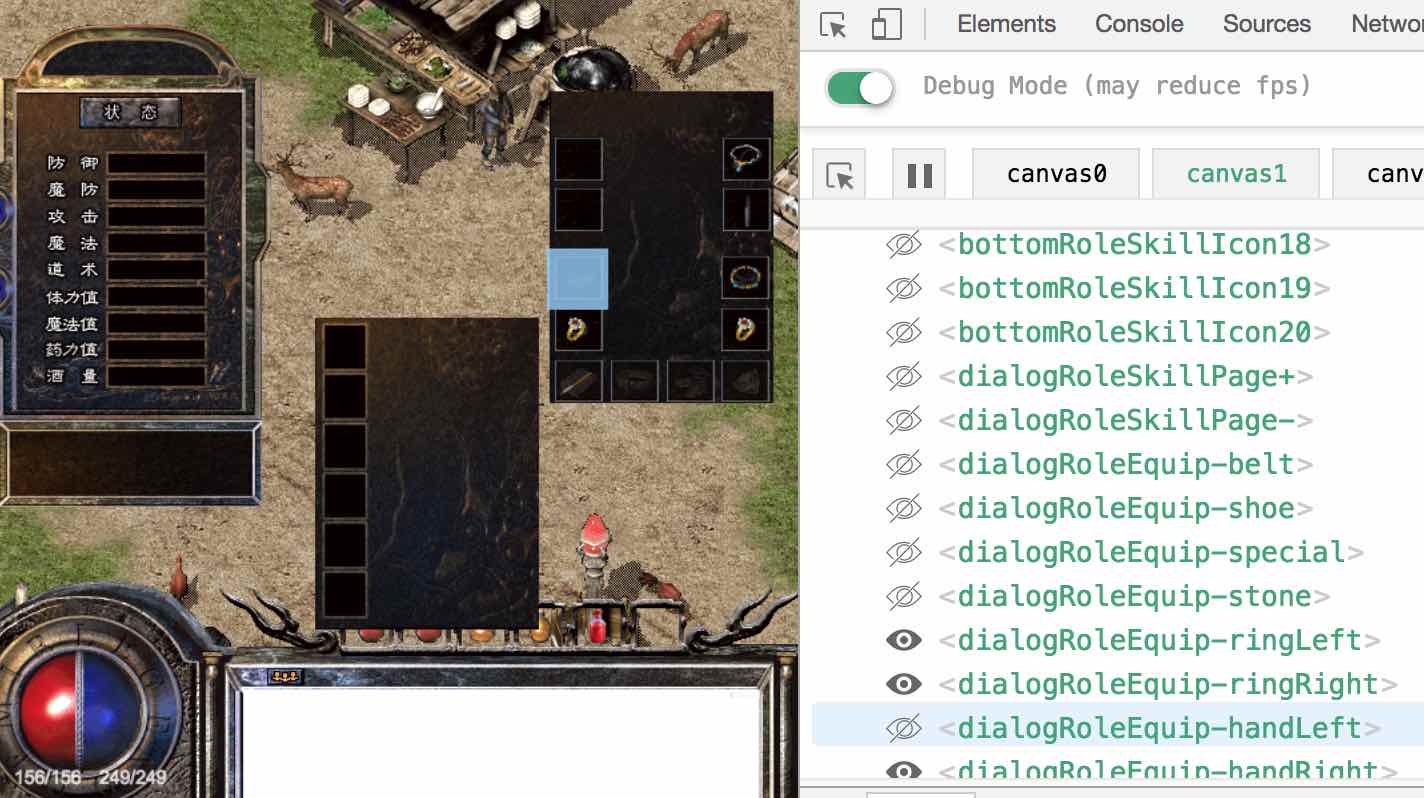 状 态
防 御
魔 防
攻 击
魔 法
道 术
体力值
魔法值
药力值
酒 量
156/156 249/249
Elements Console Sources Networ
Debug Mode (may reduce fps)
canvas0 canvas1 canv
<bottomRoleSkillIcon18>
<bottomRoleSkillIcon19>
<bottomRoleSkillIcon20>
<dialogRoleSkillPage+>
<dialogRoleSkillPage->
<dialogRoleEquip-belt>
<dialogRoleEquip-shoe>
<dialogRoleEquip-special>
<dialogRoleEquip-stone>
<dialogRoleEquip-ringLeft>
<dialogRoleEquip-ringRight>
<dialogRoleEquip-handLeft>
<dialogRoleEquip-handRight>